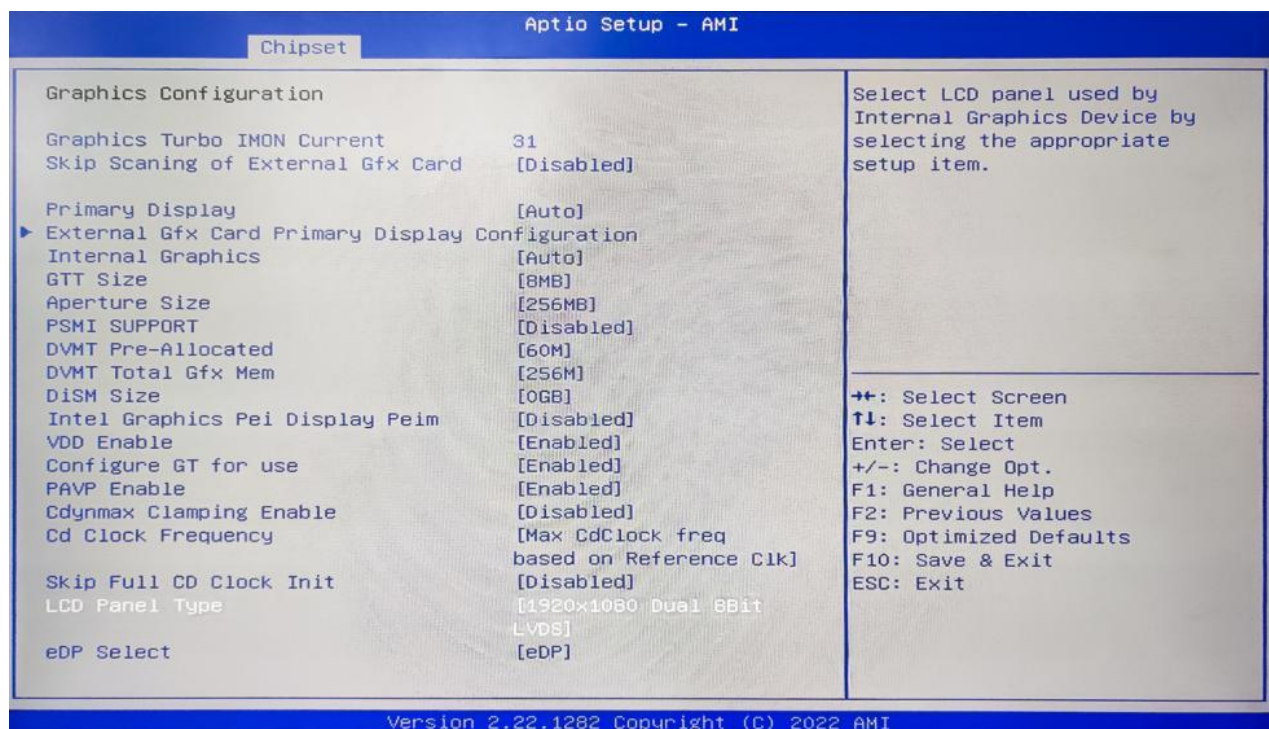 Aptio Setup – AMI
Chipset
Graphics Configuration
Graphics Turbo IMON Current 31
Skip Scaning of External Gfx Card [Disabled]
Primary Display [Auto]
External Gfx Card Primary Display Configuration
Internal Graphics [Auto]
GTT Size [8MB]
Aperture Size [256MB]
PSMI SUPPORT [Disabled]
DVMT Pre-Allocated [60M]
DVMT Total Gfx Mem [256M]
DiSM Size [0GB]
Intel Graphics Pei Display Peim [Disabled]
VDD Enable [Enabled]
Configure GT for use [Enabled]
PAVP Enable [Enabled]
Cdynmax Clamping Enable [Disabled]
Cd Clock Frequency [Max CdClock freq
based on Reference Clk]
Skip Full CD Clock Init [Disabled]
LCD Panel Type [1920x1080 Dual 8Bit
LVDS]
eDP Select [eDP]
Select LCD panel used by
Internal Graphics Device by
selecting the appropriate
setup item.
→←: Select Screen
↑↓: Select Item
Enter: Select
+/-: Change Opt.
F1: General Help
F2: Previous Values
F9: Optimized Defaults
F10: Save & Exit
ESC: Exit
Version 2.22.1282 Copyright (C) 2022 AMI